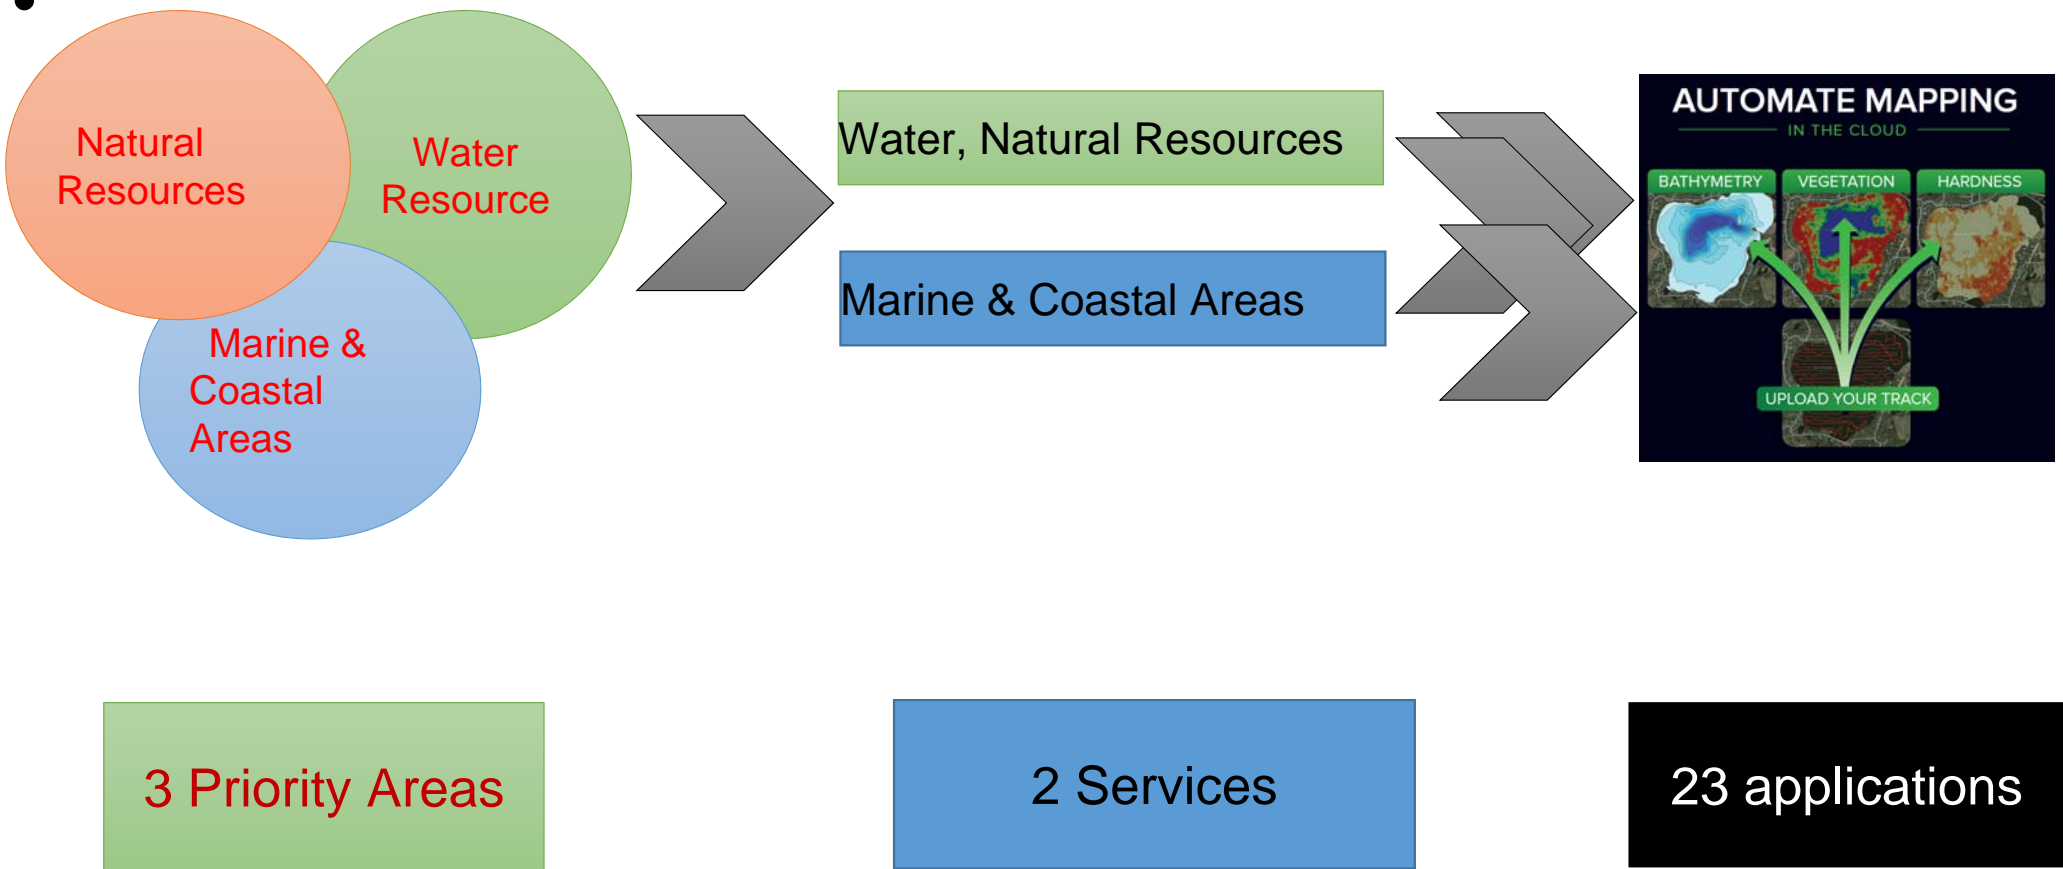 Natural
Resources
Water
Resource
Marine &
Coastal
Areas
Water, Natural Resources
Marine & Coastal Areas
AUTOMATE MAPPING
IN THE CLOUD
BATHYMETRY
VEGETATION
HARDNESS
UPLOAD YOUR TRACK
3 Priority Areas
2 Services
23 applications